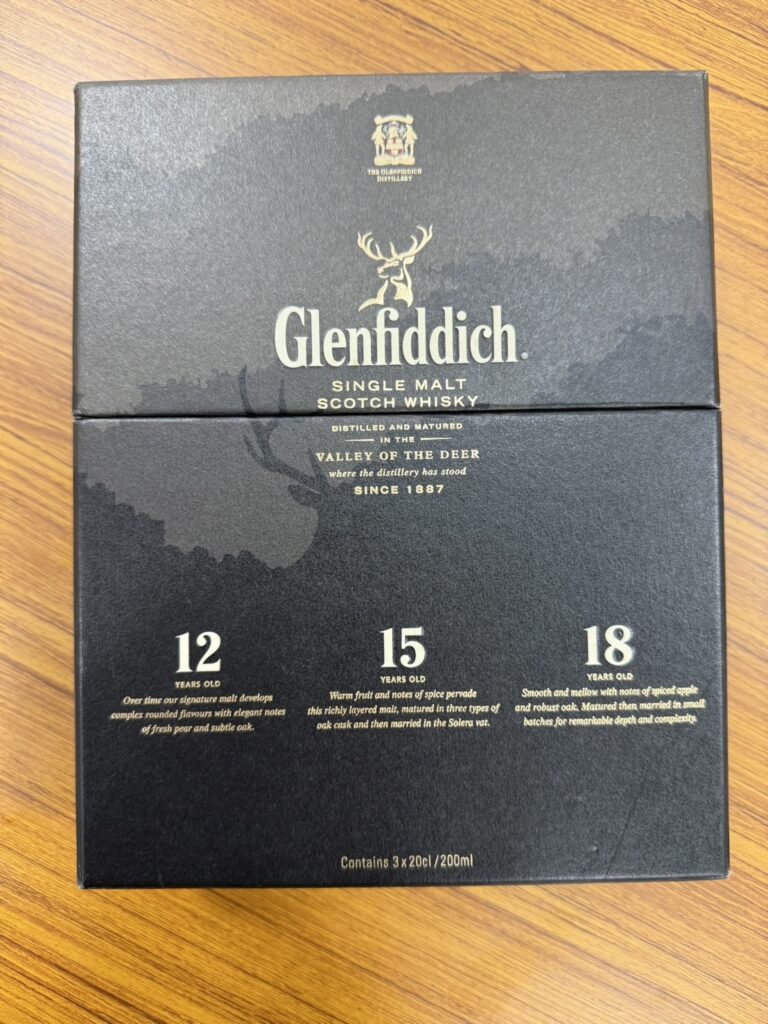 THE GLENFIDDICH
DISTILLERY
Glenfiddich®
SINGLE MALT
SCOTCH WHISKY
DISTILLED AND MATURED
IN THE
VALLEY OF THE DEER
where the distillery has stood
SINCE 1887
12
YEARS OLD
Over time our signature malt develops
complex rounded flavours with elegant notes
of fresh pear and subtle oak.
15
YEARS OLD
Warm fruit and notes of spice pervade
this richly layered malt, matured in three types of
oak cask and then married in the Solera vat.
18
YEARS OLD
Smooth and mellow with notes of spiced apple
and robust oak. Matured then married in small
batches for remarkable depth and complexity.
Contains 3 x 20cl / 200ml